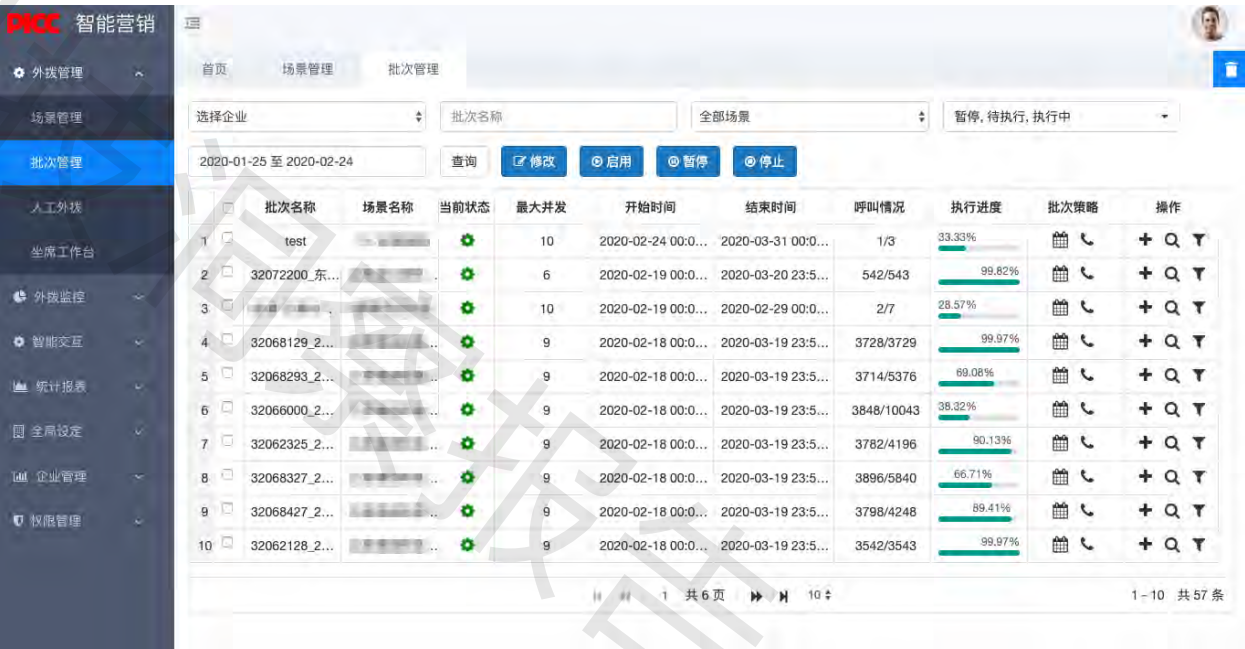 PICC 智能营销
外拨管理
场景管理
批次管理
人工外拨
坐席工作台
外拨监控
智能交互
统计报表
全局设定
企业管理
权限管理
首页 场景管理 批次管理
选择企业 批次名称 全部场景 暂停, 待执行, 执行中
2020-01-25 至 2020-02-24 查询 修改 启用 暂停 停止
批次名称 场景名称 当前状态 最大并发 开始时间 结束时间 呼叫情况 执行进度 批次策略 操作
1 test 10 2020-02-24 00:0... 2020-03-31 00:0... 1/3 33.33%
2 32072200_东... 6 2020-02-19 00:0... 2020-03-20 23:5... 542/543 99.82%
3 10 2020-02-19 00:0... 2020-02-29 00:0... 2/7 28.57%
4 32068129_2... 9 2020-02-18 00:0... 2020-03-19 23:5... 3728/3729 99.97%
5 32068293_2... 9 2020-02-18 00:0... 2020-03-19 23:5... 3714/5376 69.08%
6 32066000_2... 9 2020-02-18 00:0... 2020-03-19 23:5... 3848/10043 38.32%
7 32062325_2... 9 2020-02-18 00:0... 2020-03-19 23:5... 3782/4196 90.13%
8 32068327_2... 9 2020-02-18 00:0... 2020-03-19 23:5... 3896/5840 66.71%
9 32068427_2... 9 2020-02-18 00:0... 2020-03-19 23:5... 3798/4248 89.41%
10 32062128_2... 9 2020-02-18 00:0... 2020-03-19 23:5... 3542/3543 99.97%
1 共 6 页 10 1 - 10 共 57 条